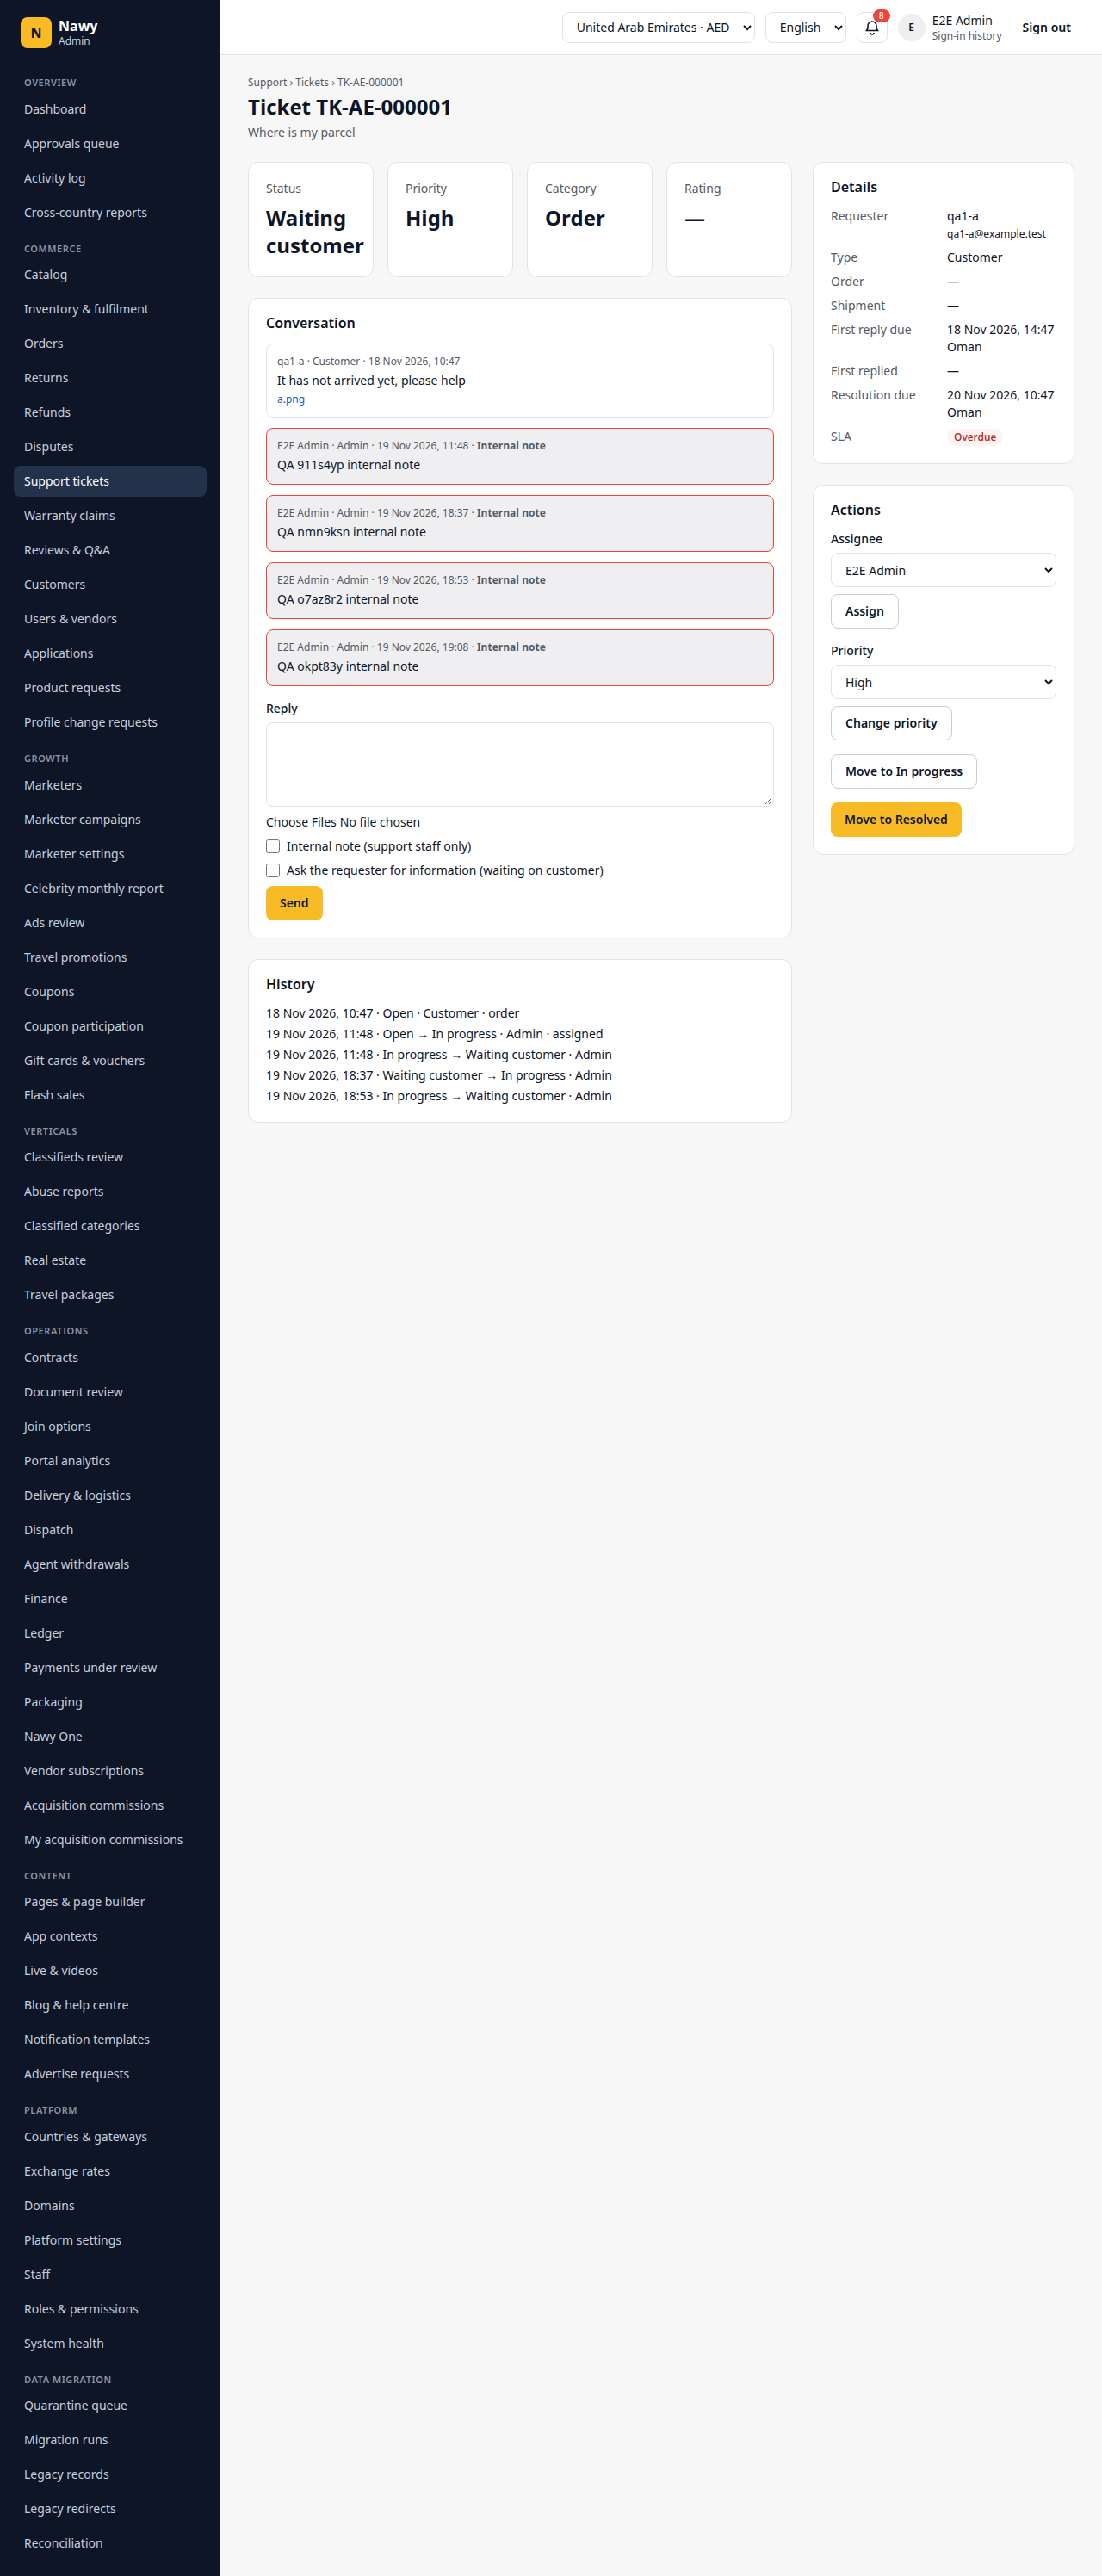 N
Nawy
Admin
OVERVIEW
Dashboard
Approvals queue
Activity log
Cross-country reports
COMMERCE
Catalog
Inventory & fulfilment
Orders
Returns
Refunds
Disputes
Support tickets
Warranty claims
Reviews & Q&A
Customers
Users & vendors
Applications
Product requests
Profile change requests
GROWTH
Marketers
Marketer campaigns
Marketer settings
Celebrity monthly report
Ads review
Travel promotions
Coupons
Coupon participation
Gift cards & vouchers
Flash sales
VERTICALS
Classifieds review
Abuse reports
Classified categories
Real estate
Travel packages
OPERATIONS
Contracts
Document review
Join options
Portal analytics
Delivery & logistics
Dispatch
Agent withdrawals
Finance
Ledger
Payments under review
Packaging
Nawy One
Vendor subscriptions
Acquisition commissions
My acquisition commissions
CONTENT
Pages & page builder
App contexts
Live & videos
Blog & help centre
Notification templates
Advertise requests
PLATFORM
Countries & gateways
Exchange rates
Domains
Platform settings
Staff
Roles & permissions
System health
DATA MIGRATION
Quarantine queue
Migration runs
Legacy records
Legacy redirects
Reconciliation
United Arab Emirates · AED
English
8
E
E2E Admin
Sign-in history
Sign out
Support › Tickets › TK-AE-000001
Ticket TK-AE-000001
Where is my parcel
Status
Waiting
customer
Priority
High
Category
Order
Rating
—
Conversation
qa1-a · Customer · 18 Nov 2026, 10:47
It has not arrived yet, please help
a.png
E2E Admin · Admin · 19 Nov 2026, 11:48 · Internal note
QA 911s4yp internal note
E2E Admin · Admin · 19 Nov 2026, 18:37 · Internal note
QA nmn9ksn internal note
E2E Admin · Admin · 19 Nov 2026, 18:53 · Internal note
QA o7az8r2 internal note
E2E Admin · Admin · 19 Nov 2026, 19:08 · Internal note
QA okpt83y internal note
Reply
Choose Files No file chosen
Internal note (support staff only)
Ask the requester for information (waiting on customer)
Send
History
18 Nov 2026, 10:47 · Open · Customer · order
19 Nov 2026, 11:48 · Open → In progress · Admin · assigned
19 Nov 2026, 11:48 · In progress → Waiting customer · Admin
19 Nov 2026, 18:37 · Waiting customer → In progress · Admin
19 Nov 2026, 18:53 · In progress → Waiting customer · Admin
Details
Requester qa1-a
qa1-a@example.test
Type Customer
Order —
Shipment —
First reply due 18 Nov 2026, 14:47
Oman
First replied —
Resolution due 20 Nov 2026, 10:47
Oman
SLA Overdue
Actions
Assignee
E2E Admin
Assign
Priority
High
Change priority
Move to In progress
Move to Resolved